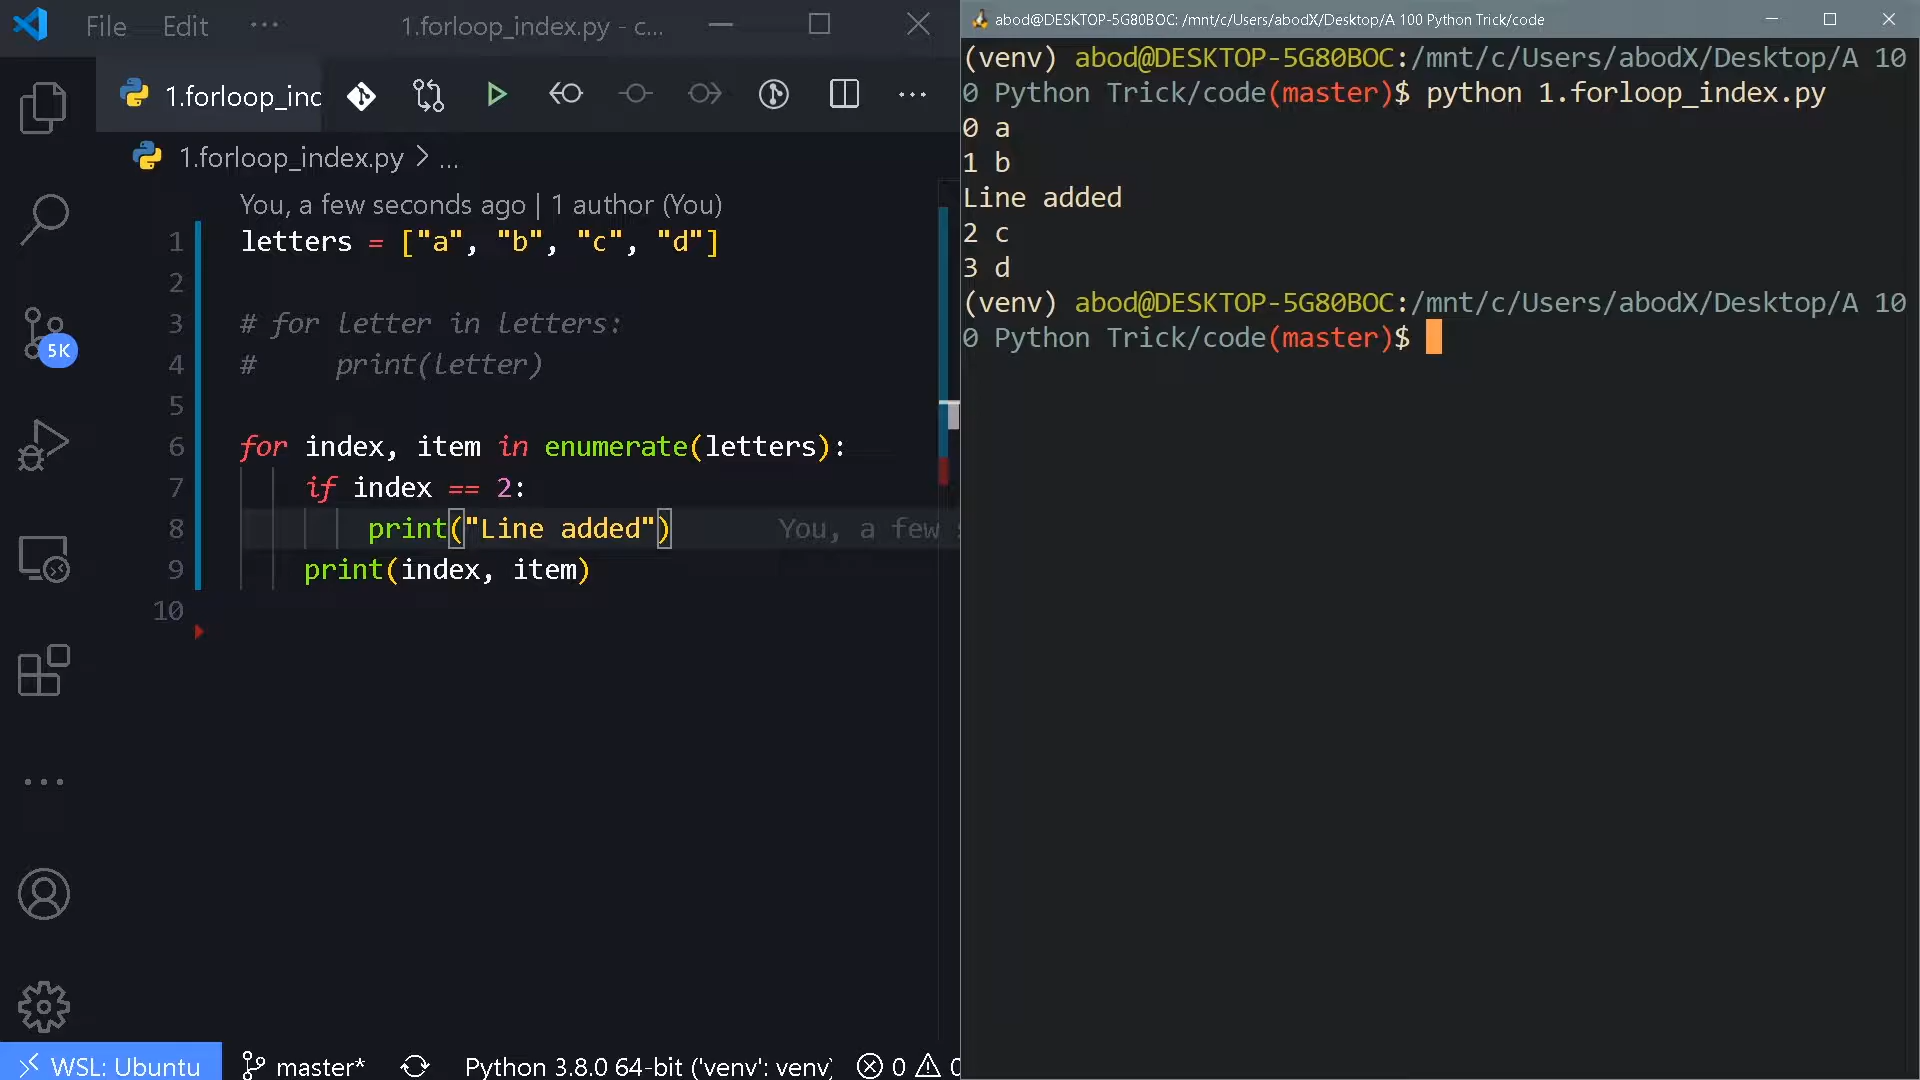 File Edit ··· 1.forloop_index.py - c...
1.forloop_inc
1.forloop_index.py > ...
You, a few seconds ago | 1 author (You)
1 letters = ["a", "b", "c", "d"]
2
3 # for letter in letters:
4 #     print(letter)
5
6 for index, item in enumerate(letters):
7     if index == 2:
8         print("Line added") You, a few
9     print(index, item)
10
5K
WSL: Ubuntu master* Python 3.8.0 64-bit ('venv': venv) 0 0
abod@DESKTOP-5G80BOC: /mnt/c/Users/abodX/Desktop/A 100 Python Trick/code
(venv) abod@DESKTOP-5G80BOC:/mnt/c/Users/abodX/Desktop/A 10
0 Python Trick/code(master)$ python 1.forloop_index.py
0 a
1 b
Line added
2 c
3 d
(venv) abod@DESKTOP-5G80BOC:/mnt/c/Users/abodX/Desktop/A 10
0 Python Trick/code(master)$